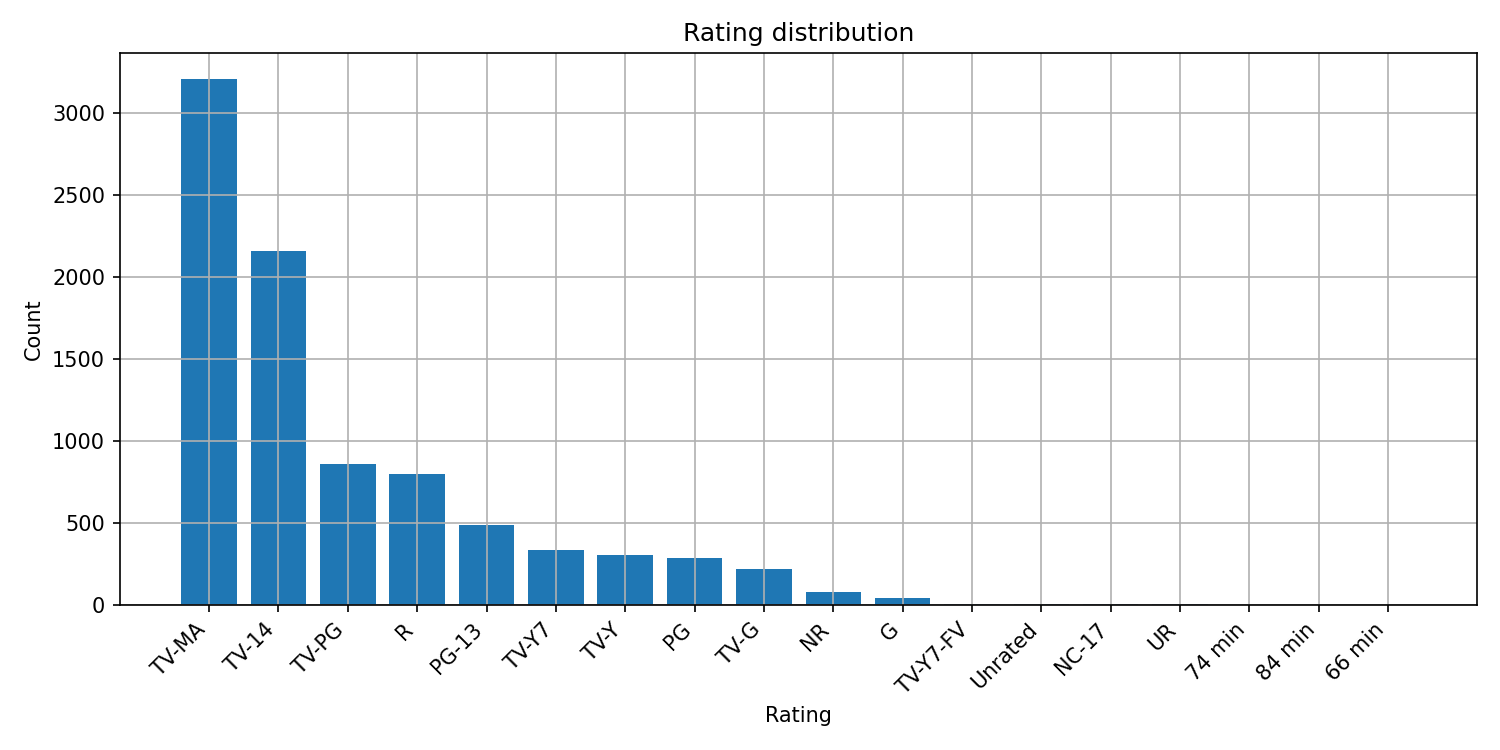 Rating distribution
Count
3000
2500
2000
1500
1000
500
0
TV-MA
TV-14
TV-PG
R
PG-13
TV-Y7
TV-Y
PG
TV-G
NR
G
TV-Y7-FV
Unrated
NC-17
UR
74 min
84 min
66 min
Rating